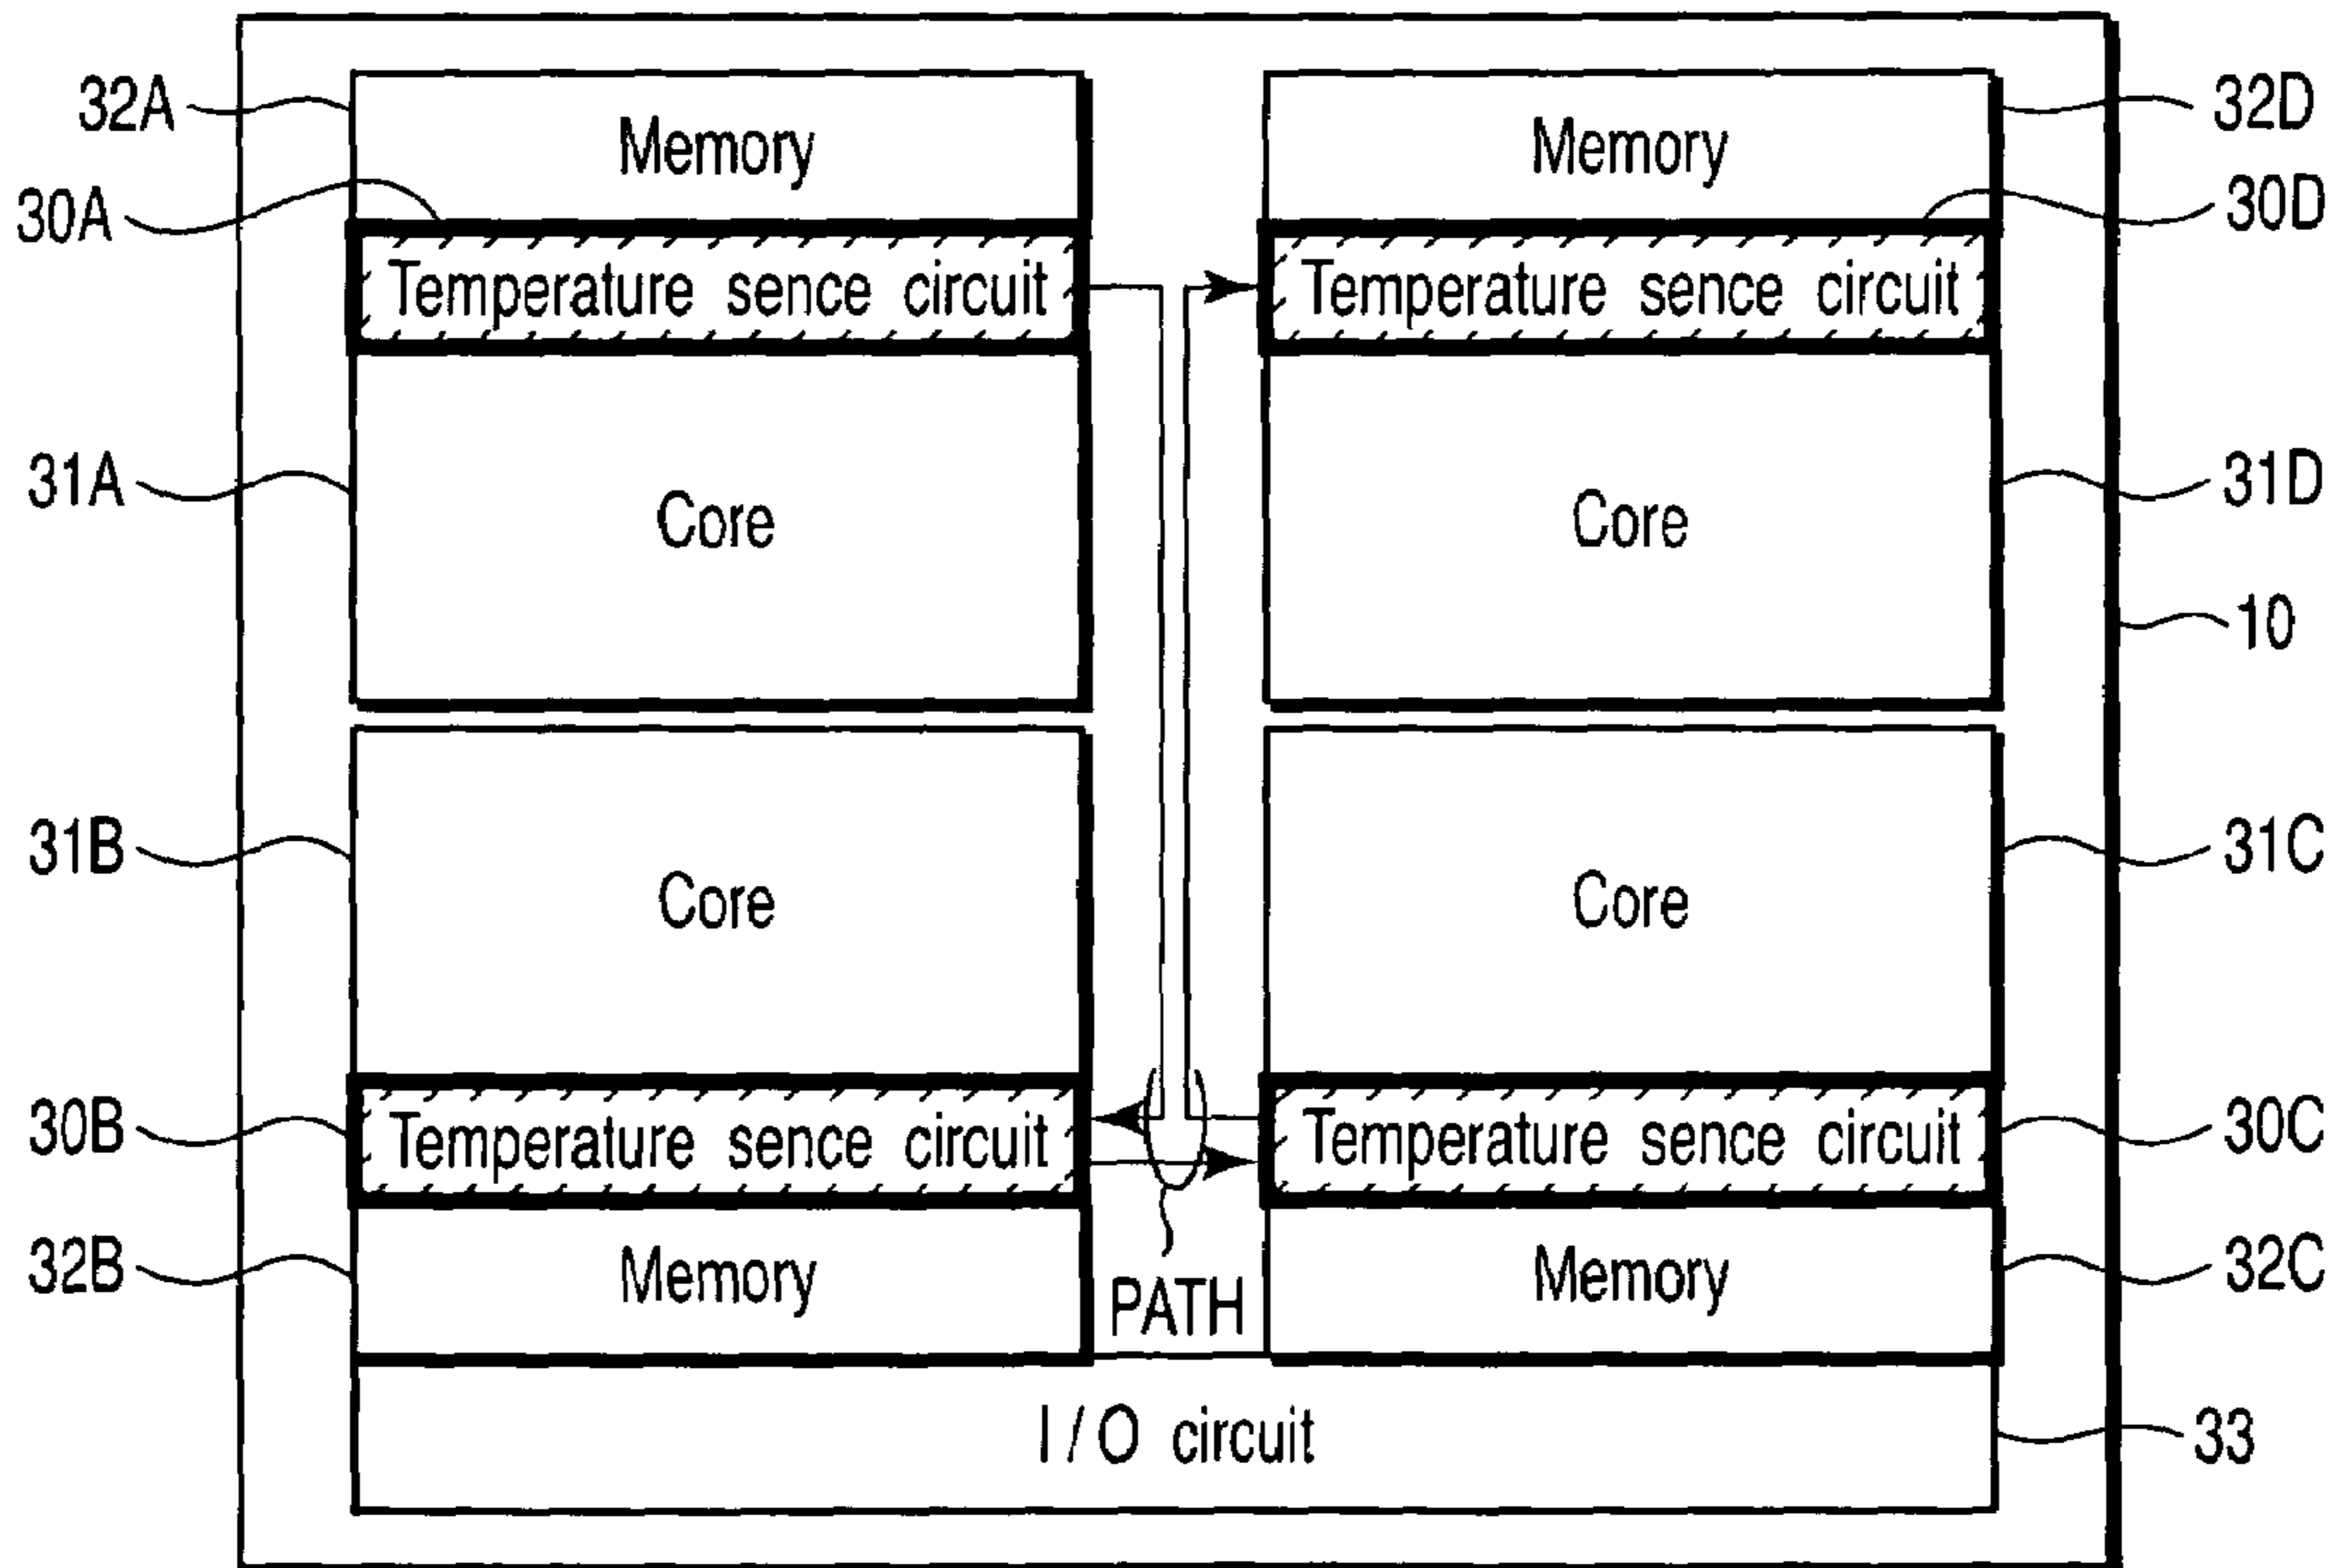 32A
Memory
Memory
32D
30A
30D
Temperature sence circuit
Temperature sence circuit
31A
Core
Core
31D
10
31B
Core
Core
31C
30B
Temperature sence circuit
Temperature sence circuit
30C
32B
Memory
Memory
32C
PATH
I/O circuit
33